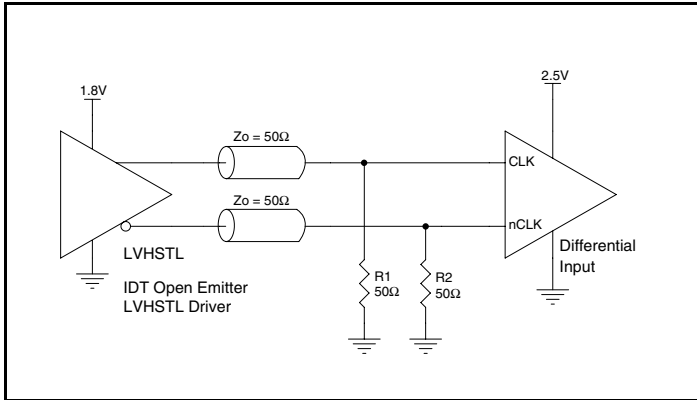 1.8V
2.5V
Zo = 50Ω
CLK
Zo = 50Ω
nCLK
LVHSTL
IDT Open Emitter
LVHSTL Driver
R1
50Ω
R2
50Ω
Differential
Input